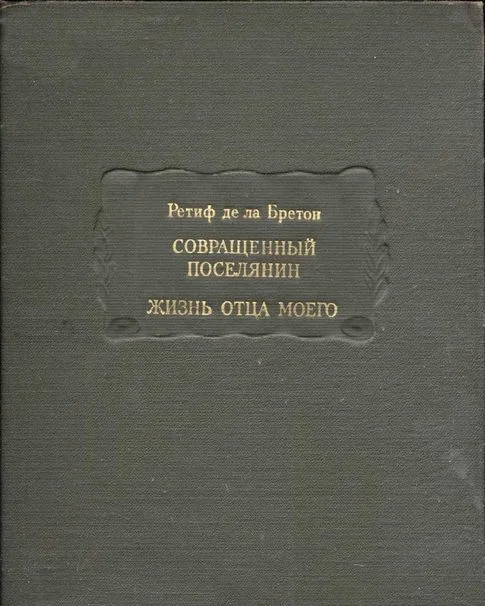 Ретиф де ла Бретон
СОВРАЩЕННЫЙ
ПОСЕЛЯНИН
ЖИЗНЬ ОТЦА МОЕГО